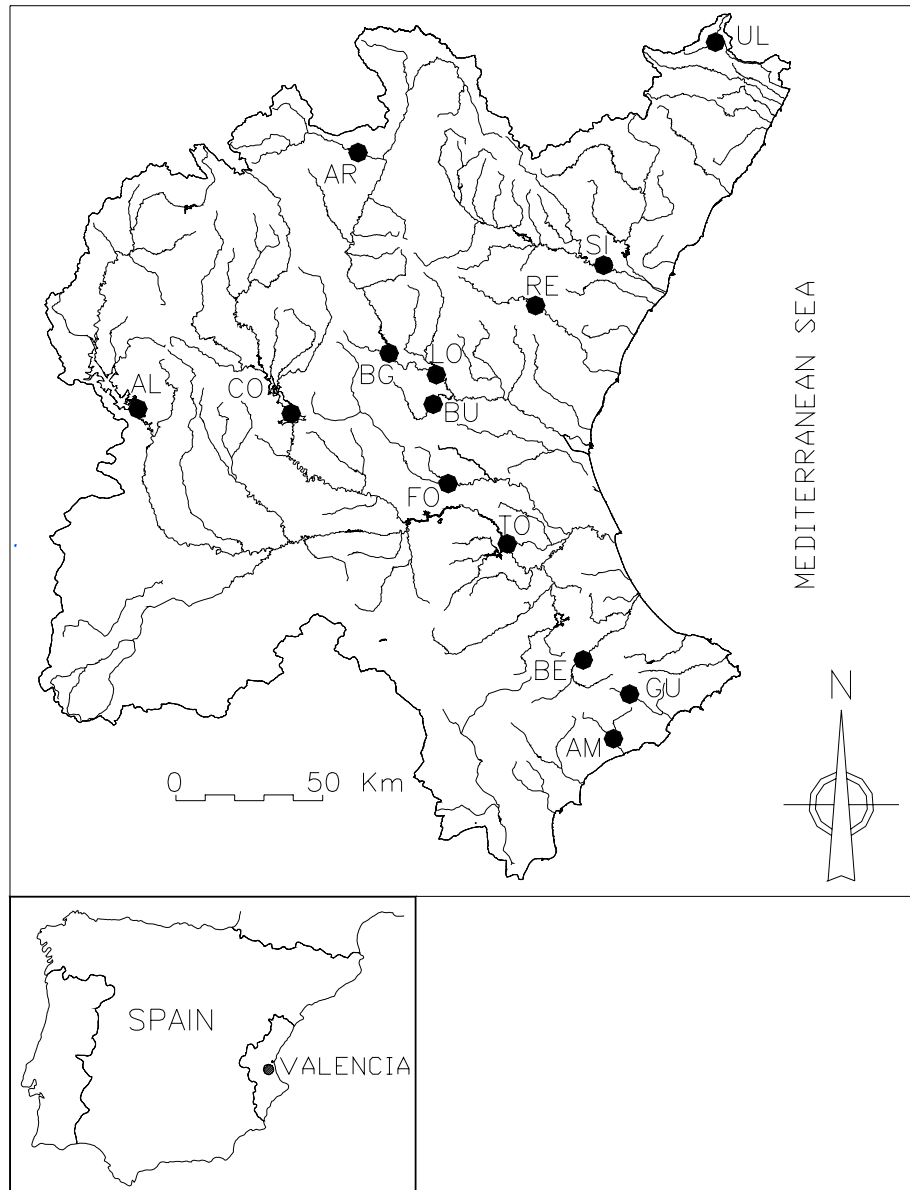 UL
AR
SI
RE
MEDITERRANEAN SEA
LO
BG
AL
CO
BU
FO
TO
BE
GU
N
AM
0 50 Km
SPAIN
VALENCIA